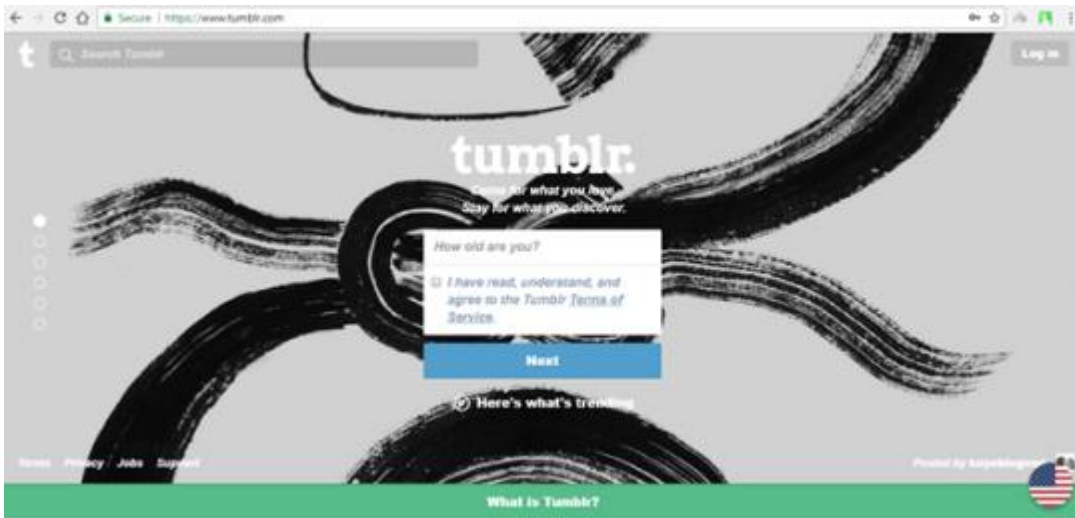 Secure | https://www.tumblr.com
t
Search Tumblr
Log in
tumblr.
Come for what you love.
Stay for what you discover.
How old are you?
I have read, understand, and
agree to the Tumblr Terms of
Service.
Next
Here's what's trending
Terms Privacy Jobs Support
Posted by
What is Tumblr?